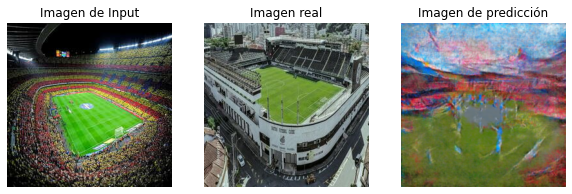 Imagen de Input
Imagen real
Imagen de predicción